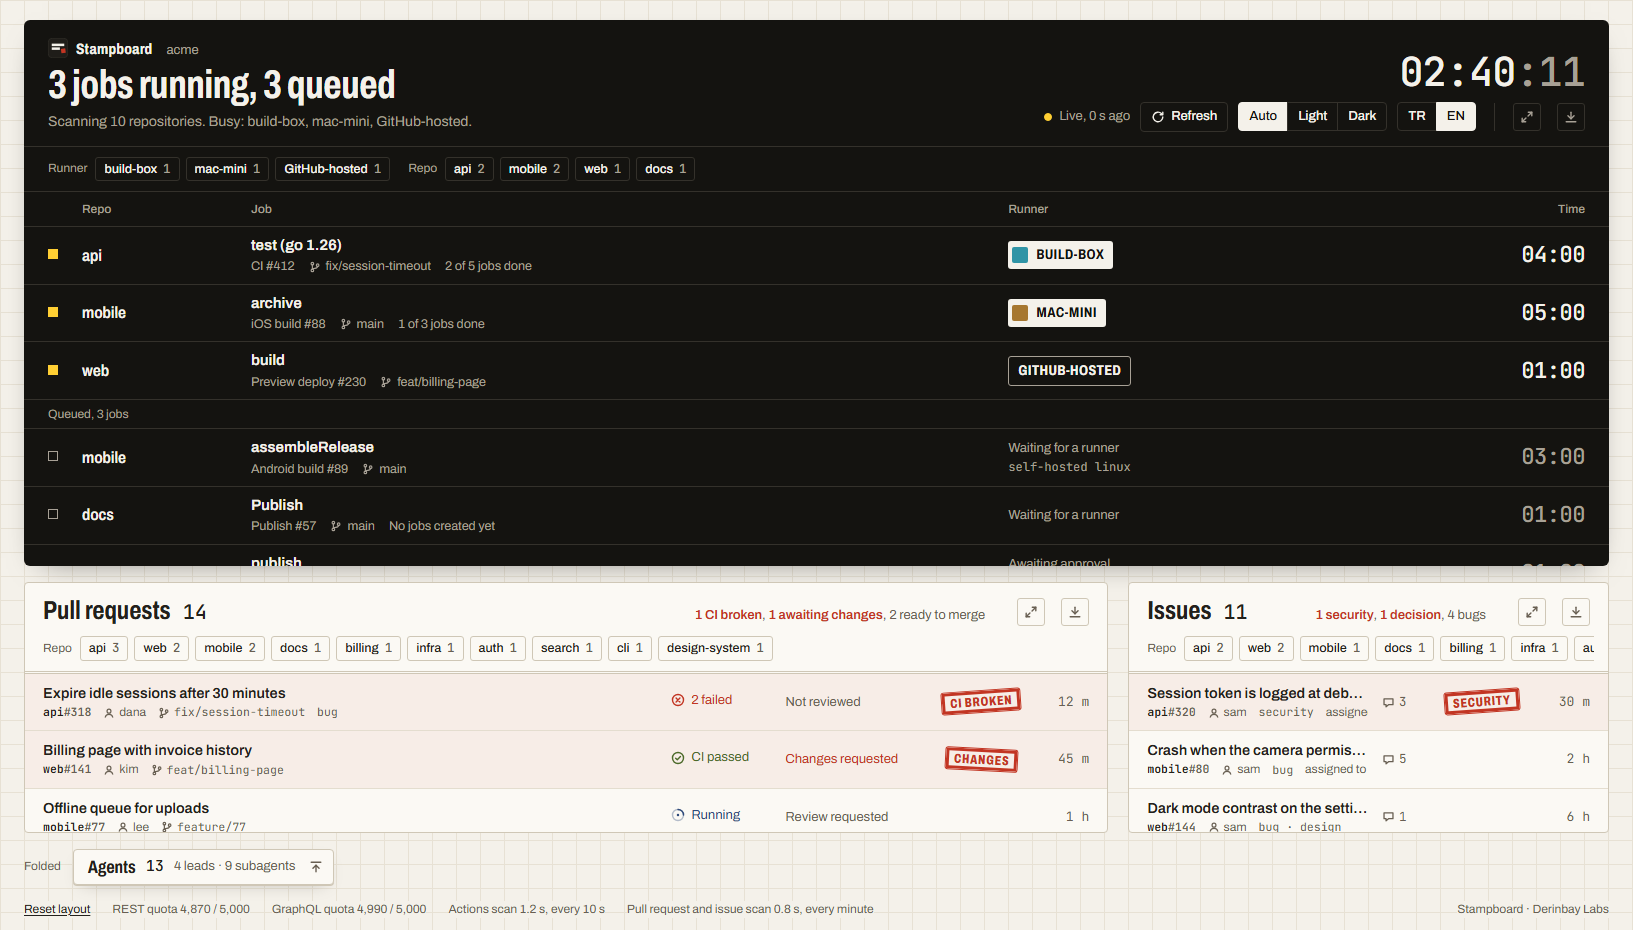 Stampboard acme
3 jobs running, 3 queued
Scanning 10 repositories. Busy: build-box, mac-mini, GitHub-hosted.
02:40:11
Live, 0 s ago Refresh Auto Light Dark TR EN
Runner build-box 1 mac-mini 1 GitHub-hosted 1 Repo api 2 mobile 2 web 1 docs 1
Repo Job Runner Time
api test (go 1.26) BUILD-BOX 04:00
CI #412 fix/session-timeout 2 of 5 jobs done
mobile archive MAC-MINI 05:00
iOS build #88 main 1 of 3 jobs done
web build GITHUB-HOSTED 01:00
Preview deploy #230 feat/billing-page
Queued, 3 jobs
mobile assembleRelease Waiting for a runner 03:00
Android build #89 main self-hosted linux
docs Publish Waiting for a runner 01:00
Publish #57 main No jobs created yet
publish Awaiting approval
Pull requests 14 1 CI broken, 1 awaiting changes, 2 ready to merge
Repo api 3 web 2 mobile 2 docs 1 billing 1 infra 1 auth 1 search 1 cli 1 design-system 1
Expire idle sessions after 30 minutes 2 failed Not reviewed CI BROKEN 12 m
api#318 dana fix/session-timeout bug
Billing page with invoice history CI passed Changes requested CHANGES 45 m
web#141 kim feat/billing-page
Offline queue for uploads Running Review requested 1 h
mobile#77 lee feature/77
Issues 11 1 security, 1 decision, 4 bugs
Repo api 2 web 2 mobile 1 docs 1 billing 1 infra 1
Session token is logged at deb… 3 SECURITY 30 m
api#320 sam security assigne
Crash when the camera permis… 5 2 h
mobile#80 sam bug assigned to
Dark mode contrast on the setti… 1 6 h
web#144 sam bug · design
Folded Agents 13 4 leads · 9 subagents
Reset layout REST quota 4,870 / 5,000 GraphQL quota 4,990 / 5,000 Actions scan 1.2 s, every 10 s Pull request and issue scan 0.8 s, every minute Stampboard · Derinbay Labs